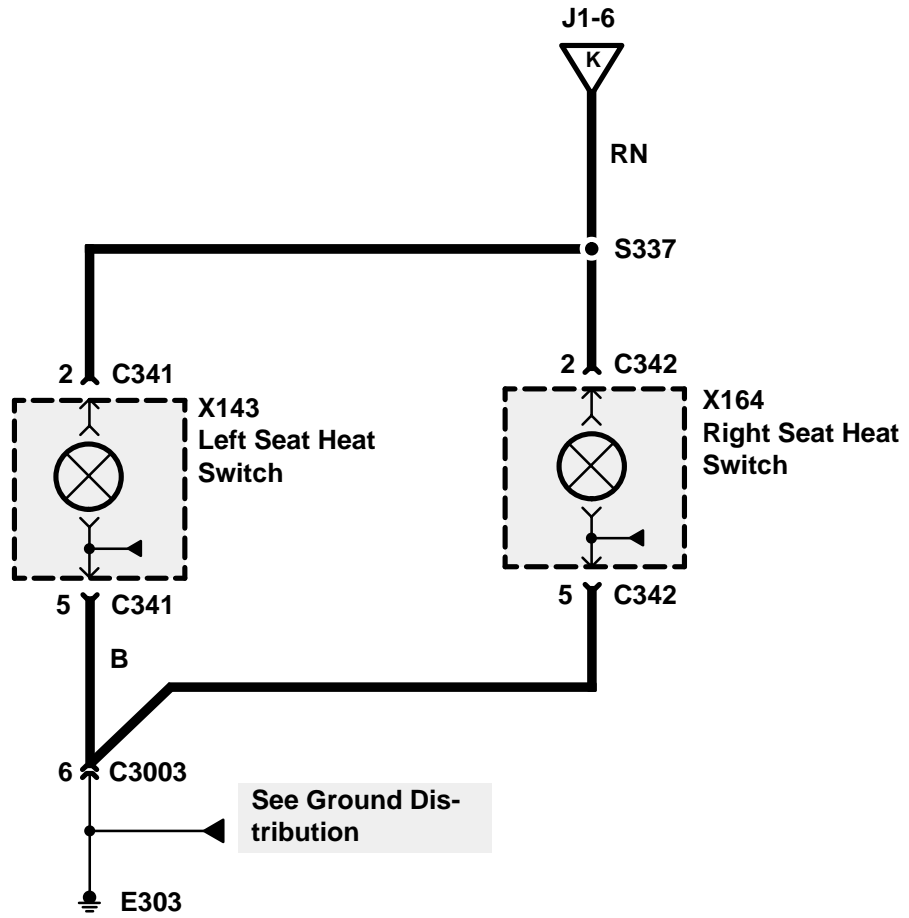 J1-6
K
RN
S337
2 C341
2 C342
X143
Left Seat Heat
Switch
X164
Right Seat Heat
Switch
5 C341
5 C342
B
6 C3003
See Ground Dis-
tribution
E303